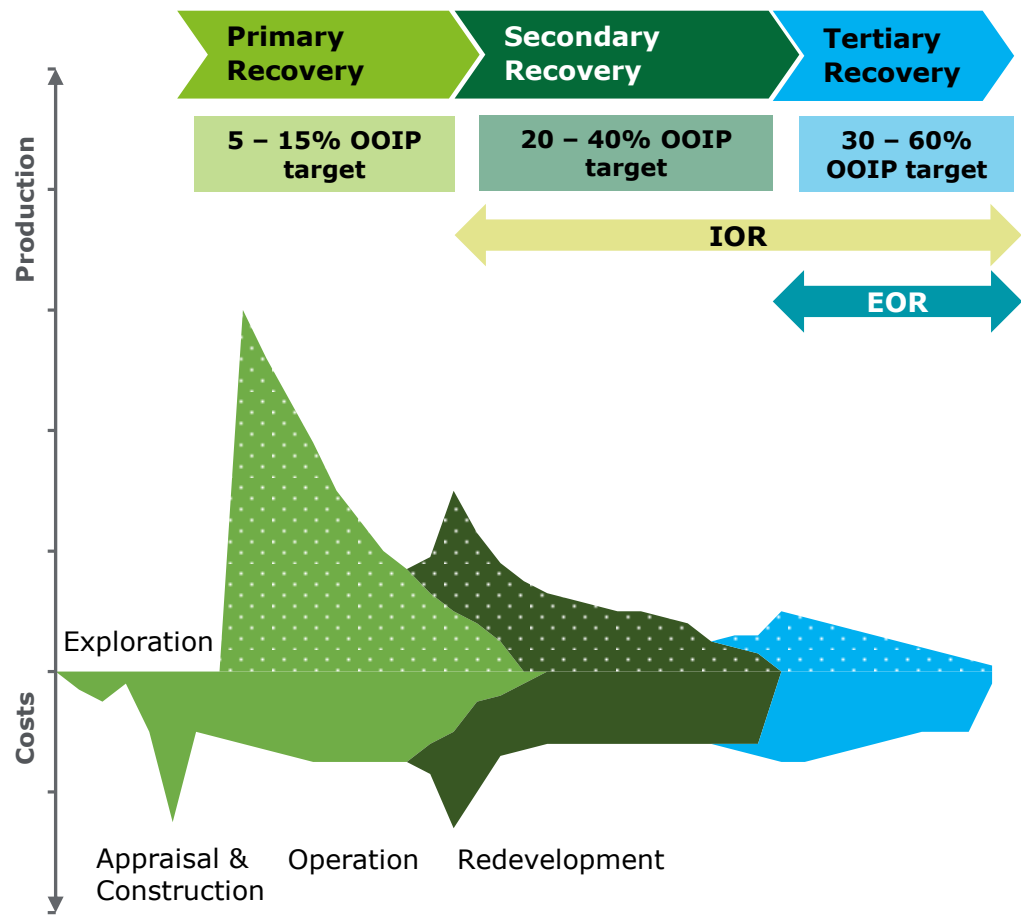 Primary
Recovery
Secondary
Recovery
Tertiary
Recovery
5 – 15% OOIP
target
20 – 40% OOIP
target
30 – 60%
OOIP target
IOR
EOR
Production
Exploration
Costs
Appraisal &
Construction
Operation
Redevelopment